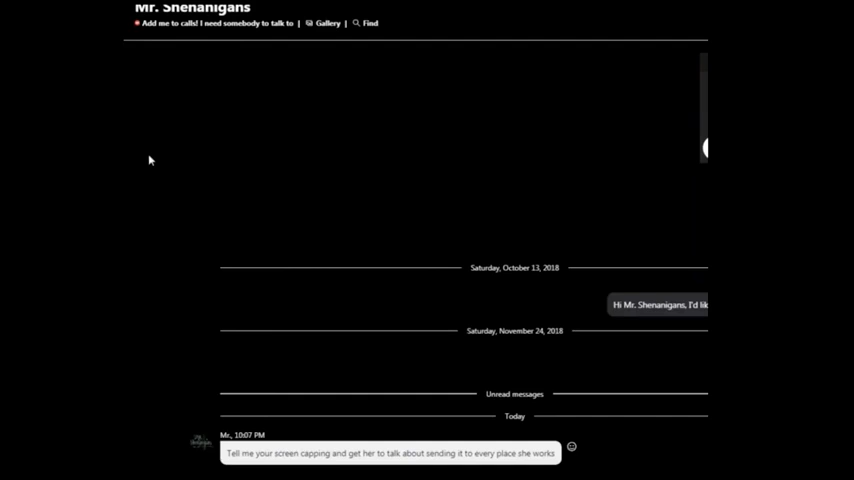 Mr. Shenanigans
Add me to calls! I need somebody to talk to | Gallery | Find
Saturday, October 13, 2018
Hi Mr. Shenanigans. I'd lik
Saturday, November 24, 2018
Unread messages
Today
Mr., 10:07 PM
Tell me your screen capping and get her to talk about sending it to every place she works